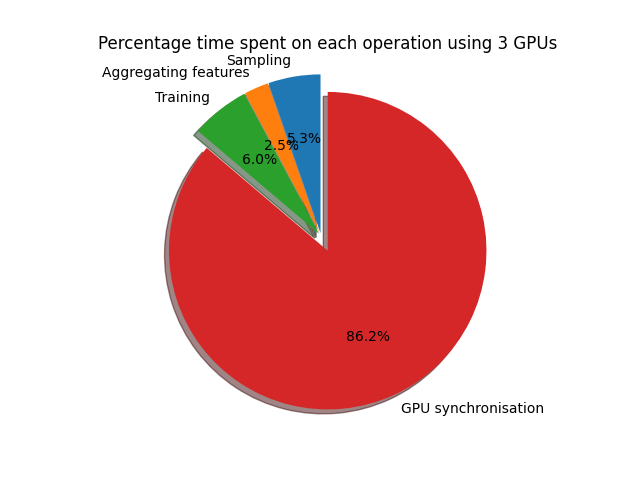 Percentage time spent on each operation using 3 GPUs
Sampling
Aggregating features
Training
5.3%
2.5%
6.0%
86.2%
GPU synchronisation